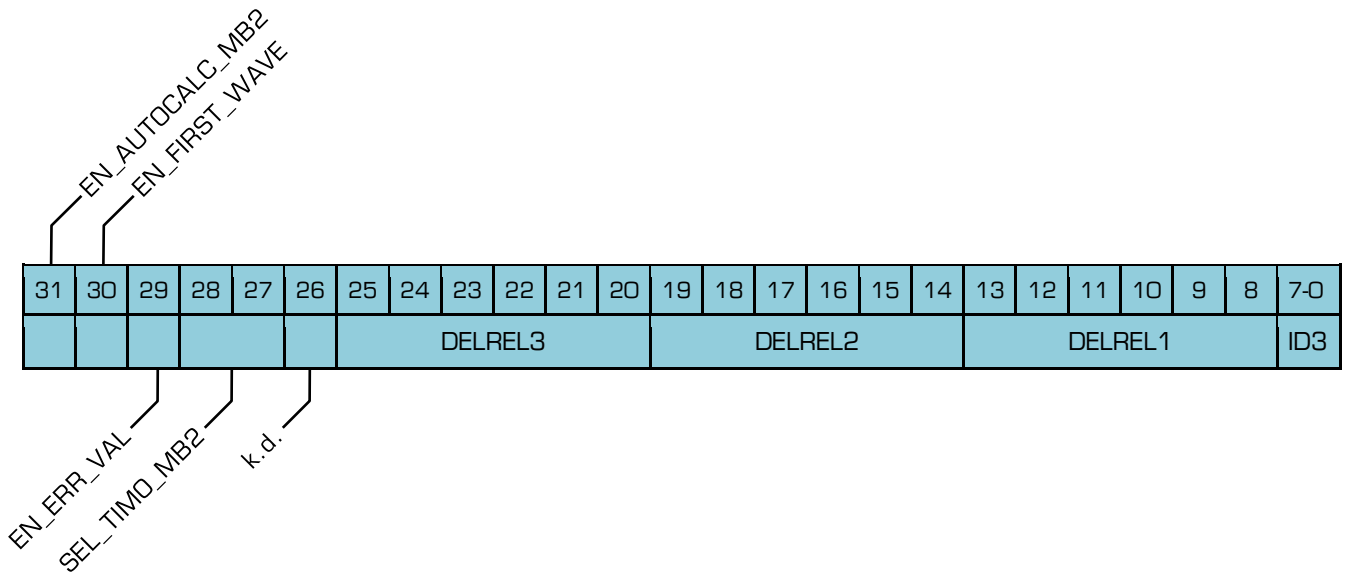 EN_AUTOCALC_MB2
EN_FIRST_WAVE
31 30 29 28 27 26 25 24 23 22 21 20 19 18 17 16 15 14 13 12 11 10 9 8 7-0
DELREL3 DELREL2 DELREL1 ID3
EN_ERR_VAL
SEL_TIMO_MB2
k.d.